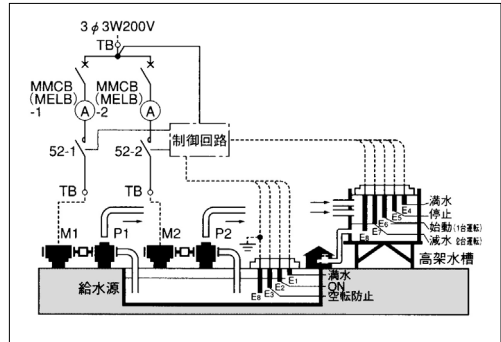 3φ3W200V
TB
MMCB
(MELB)
-1
MMCB
(MELB)
-2
A
A
制御回路
52-1
52-2
TB
TB
M1
P1
M2
P2
E4
E5
E6
E7
E8
満水
停止
始動(1台運転)
減水(2台運転)
高架水槽
給水源
E8
E3
E2
E1
満水
ON
空転防止